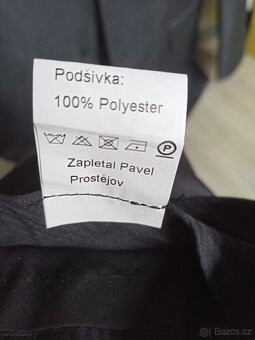 Podšívka:
100% Polyester
P
Zapletal Pavel
Prostějov
Bazos.cz